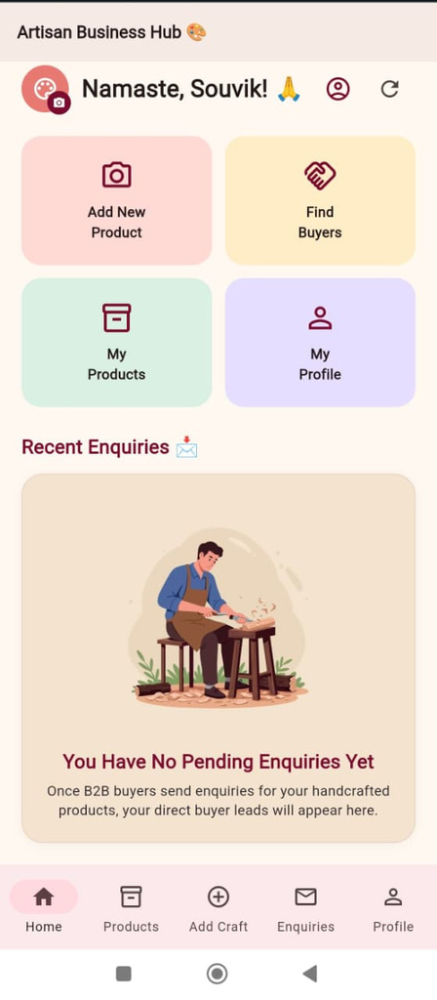 Artisan Business Hub 🎨
Namaste, Souvik! 🙏
Add New
Product
Find
Buyers
My
Products
My
Profile
Recent Enquiries 📩
You Have No Pending Enquiries Yet
Once B2B buyers send enquiries for your handcrafted
products, your direct buyer leads will appear here.
Home
Products
Add Craft
Enquiries
Profile